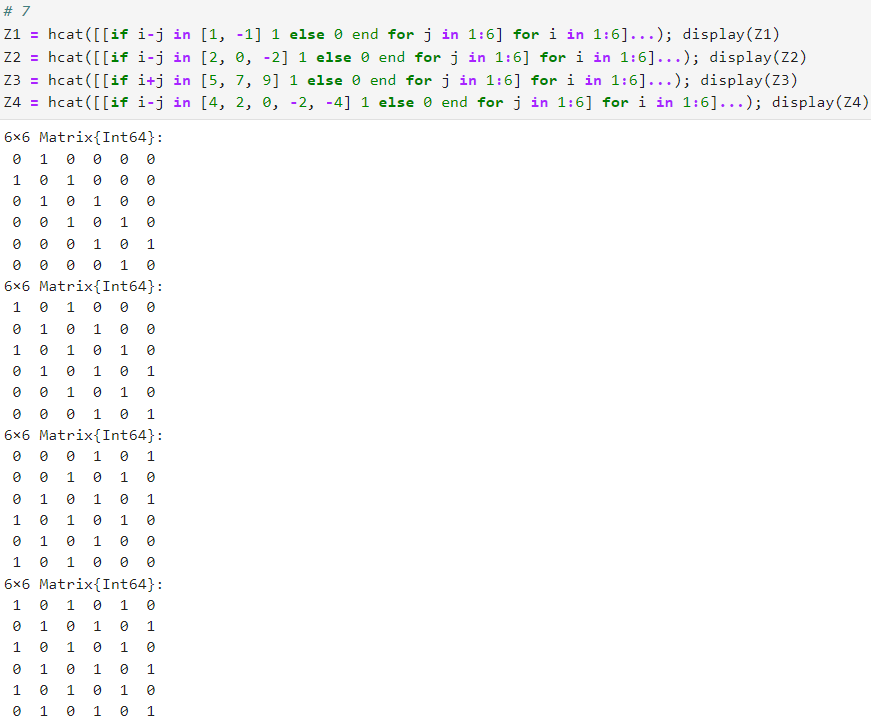 # 7
Z1 = hcat([[if i-j in [1, -1] 1 else 0 end for j in 1:6] for i in 1:6]...); display(Z1)
Z2 = hcat([[if i-j in [2, 0, -2] 1 else 0 end for j in 1:6] for i in 1:6]...); display(Z2)
Z3 = hcat([[if i+j in [5, 7, 9] 1 else 0 end for j in 1:6] for i in 1:6]...); display(Z3)
Z4 = hcat([[if i-j in [4, 2, 0, -2, -4] 1 else 0 end for j in 1:6] for i in 1:6]...); display(Z4)
6×6 Matrix{Int64}:
0 1 0 0 0 0
1 0 1 0 0 0
0 1 0 1 0 0
0 0 1 0 1 0
0 0 0 1 0 1
0 0 0 0 1 0
6×6 Matrix{Int64}:
1 0 1 0 0 0
0 1 0 1 0 0
1 0 1 0 1 0
0 1 0 1 0 1
0 0 1 0 1 0
0 0 0 1 0 1
6×6 Matrix{Int64}:
0 0 0 1 0 1
0 0 1 0 1 0
0 1 0 1 0 1
1 0 1 0 1 0
0 1 0 1 0 0
1 0 1 0 0 0
6×6 Matrix{Int64}:
1 0 1 0 1 0
0 1 0 1 0 1
1 0 1 0 1 0
0 1 0 1 0 1
1 0 1 0 1 0
0 1 0 1 0 1